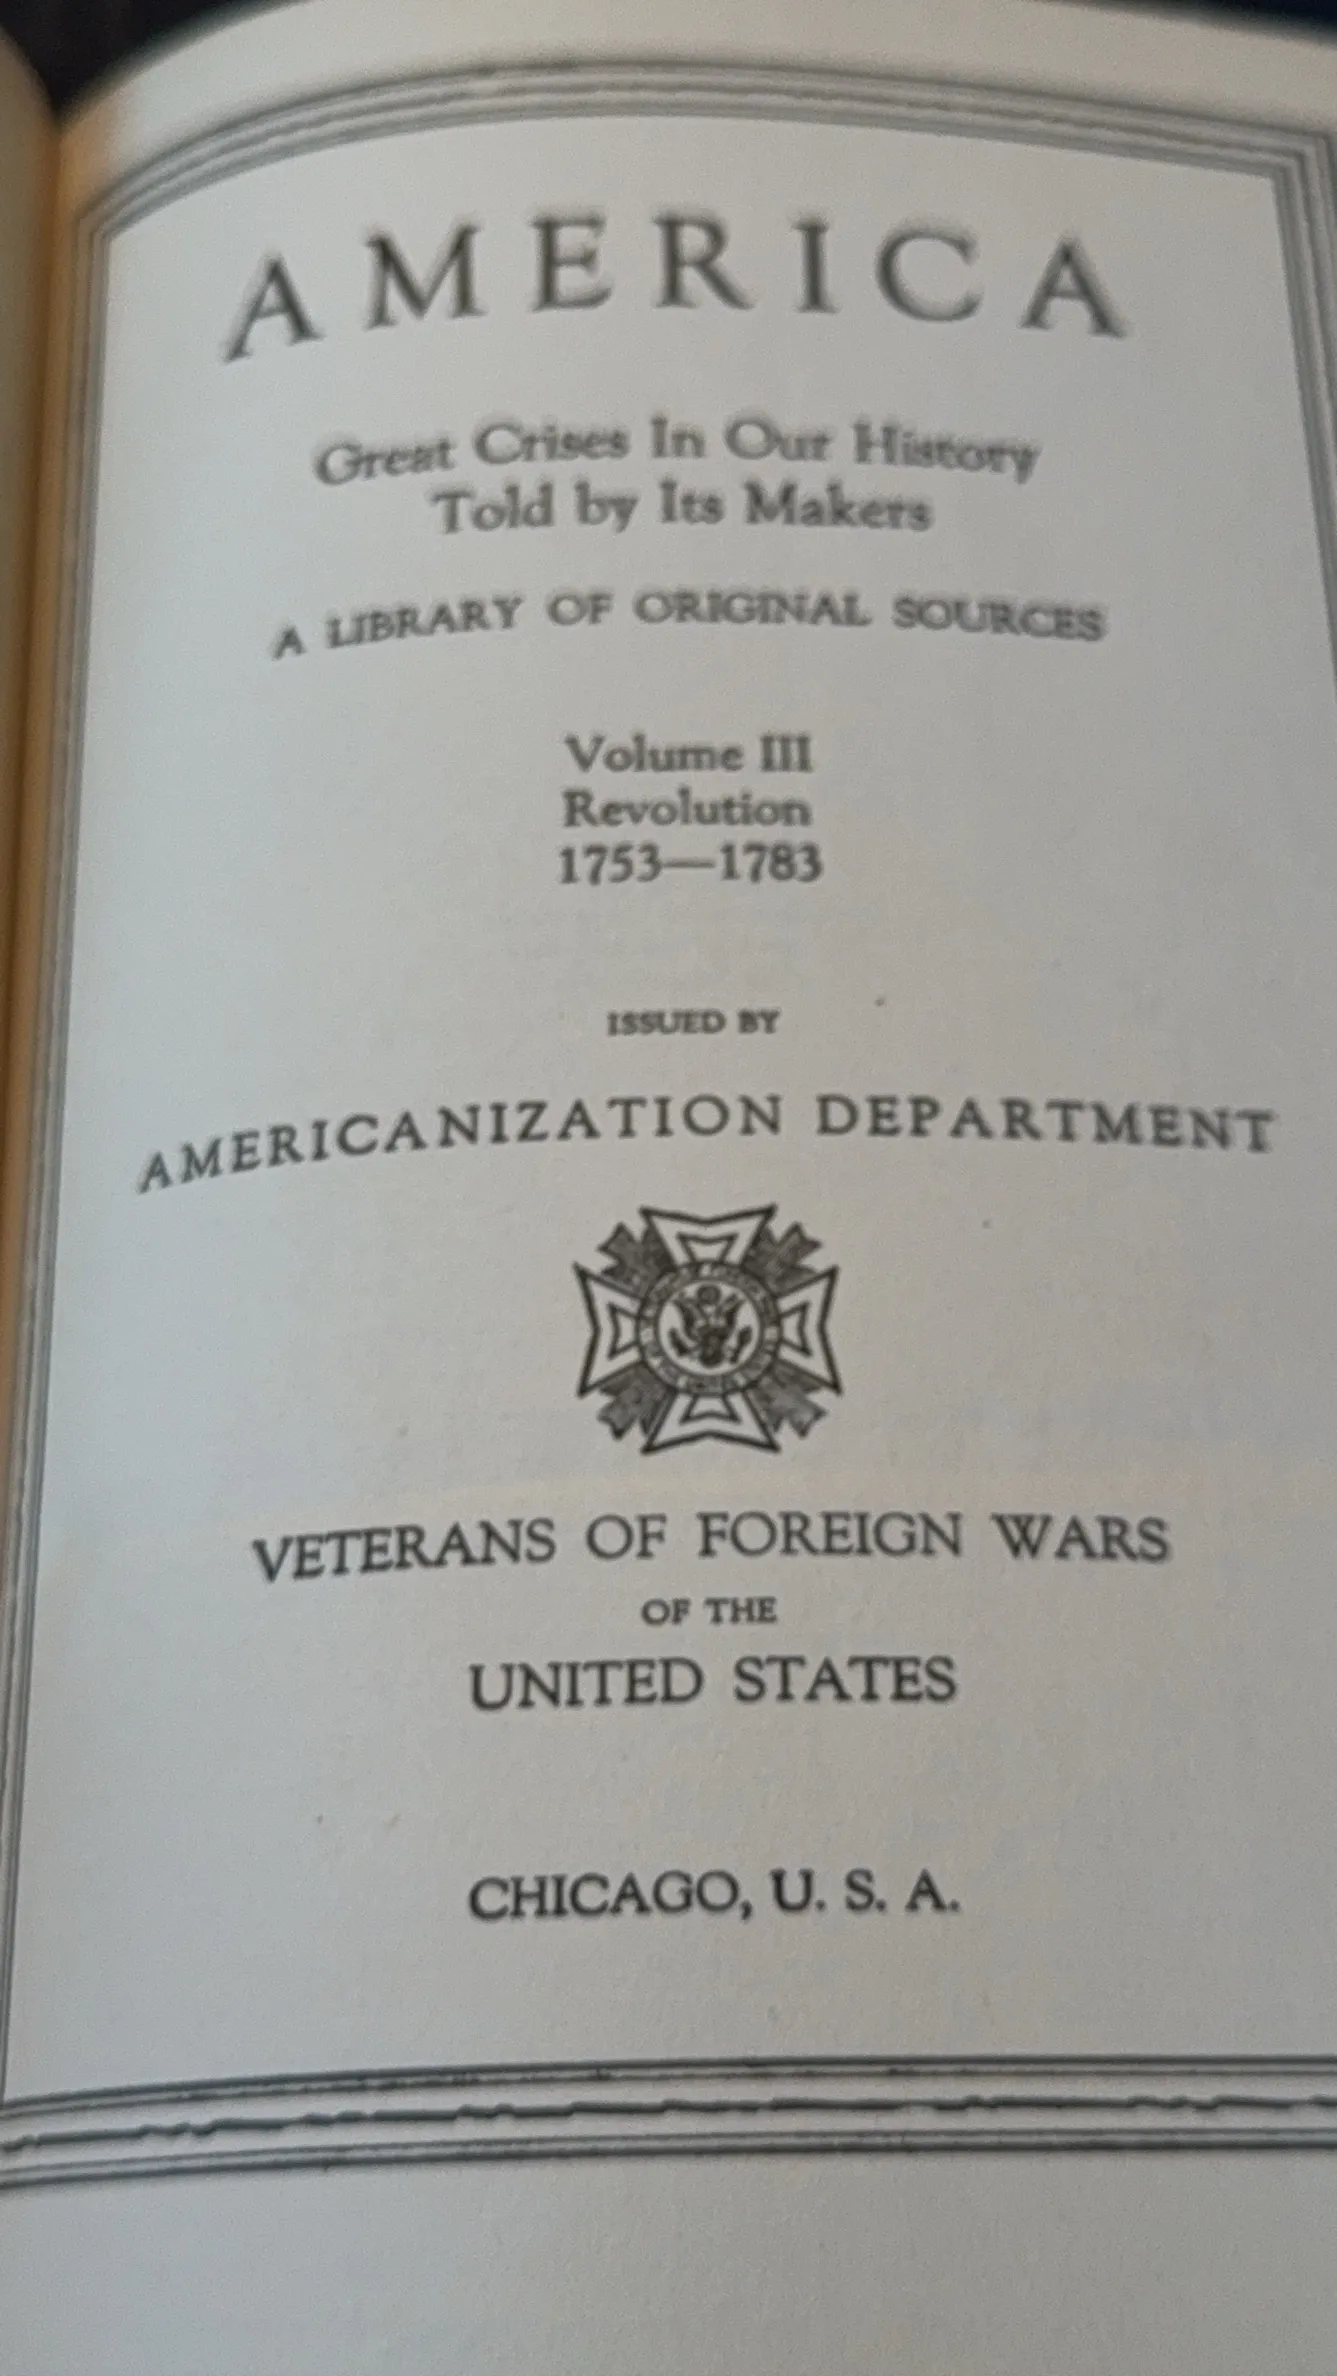 AMERICA
Great Crises In Our History
Told by Its Makers
A LIBRARY OF ORIGINAL SOURCES
Volume III
Revolution
1753—1783
ISSUED BY
AMERICANIZATION DEPARTMENT
VETERANS OF FOREIGN WARS
OF THE
UNITED STATES
CHICAGO, U. S. A.